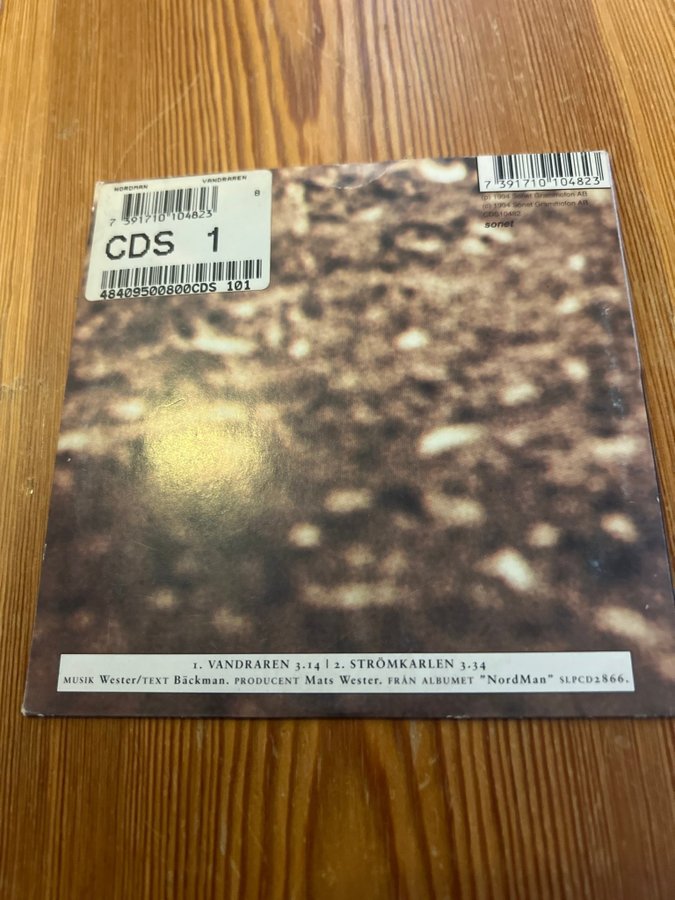 NORDMAN VANDRAREN
B
7 391710 104823
CDS 1
48409500800CDS 101
7 391710 104823
(p) 1994 Sonet Grammofon AB
(c) 1994 Sonet Grammofon AB
CDS10482
sonet
1. VANDRAREN 3.14 | 2. STRÖMKARLEN 3.34
MUSIK Wester/TEXT Bäckman. PRODUCENT Mats Wester. FRÅN ALBUMET "NordMan" SLPCD2866.